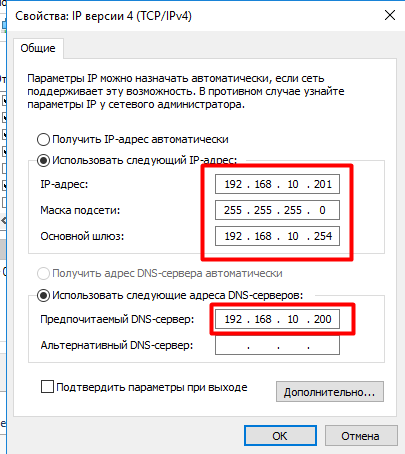 Свойства: IP версии 4 (TCP/IPv4)
Общие
Параметры IP можно назначать автоматически, если сеть
поддерживает эту возможность. В противном случае узнайте
параметры IP у сетевого администратора.
Получить IP-адрес автоматически
Использовать следующий IP-адрес:
IP-адрес: 192 . 168 . 10 . 201
Маска подсети: 255 . 255 . 255 . 0
Основной шлюз: 192 . 168 . 10 . 254
Получить адрес DNS-сервера автоматически
Использовать следующие адреса DNS-серверов:
Предпочитаемый DNS-сервер: 192 . 168 . 10 . 200
Альтернативный DNS-сервер: . . .
Подтвердить параметры при выходе
Дополнительно...
ОК Отмена